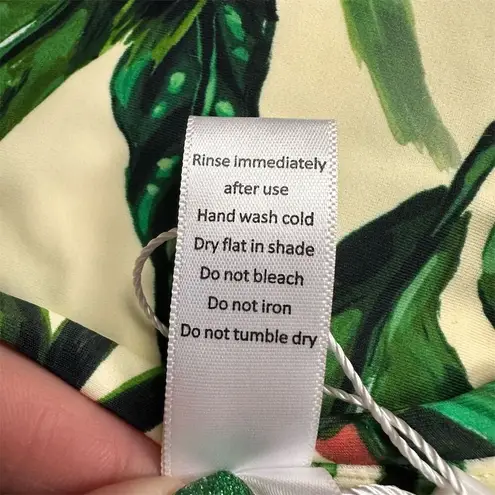 Rinse immediately
after use
Hand wash cold
Dry flat in shade
Do not bleach
Do not iron
Do not tumble dry